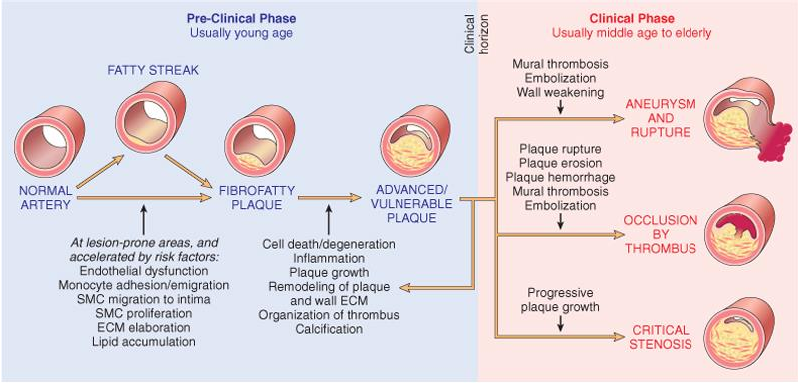 Pre-Clinical Phase
Usually young age
Clinical
horizon
Clinical Phase
Usually middle age to elderly
FATTY STREAK
NORMAL
ARTERY
FIBROFATTY
PLAQUE
ADVANCED/
VULNERABLE
PLAQUE
At lesion-prone areas, and
accelerated by risk factors:
Endothelial dysfunction
Monocyte adhesion/emigration
SMC migration to intima
SMC proliferation
ECM elaboration
Lipid accumulation
Cell death/degeneration
Inflammation
Plaque growth
Remodeling of plaque
and wall ECM
Organization of thrombus
Calcification
Mural thrombosis
Embolization
Wall weakening
ANEURYSM
AND
RUPTURE
Plaque rupture
Plaque erosion
Plaque hemorrhage
Mural thrombosis
Embolization
OCCLUSION
BY
THROMBUS
Progressive
plaque growth
CRITICAL
STENOSIS